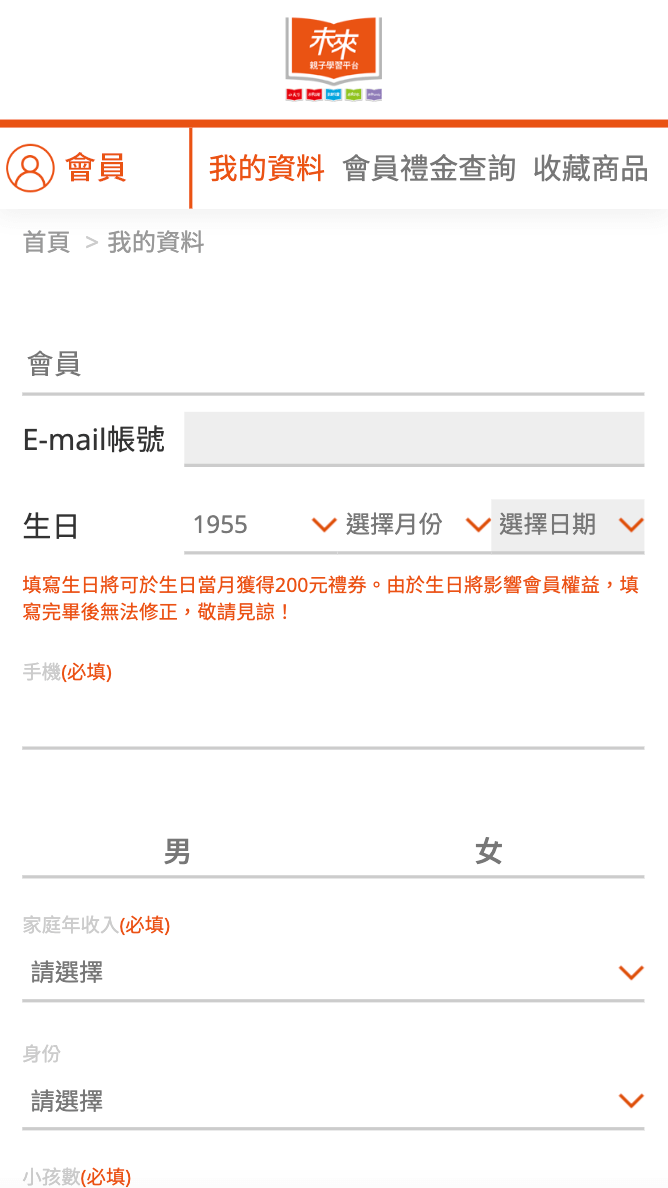 未來
親子學習平台
會員
我的資料 會員禮金查詢 收藏商品
首頁 > 我的資料
會員
E-mail帳號
生日 1955 選擇月份 選擇日期
填寫生日將可於生日當月獲得200元禮券。由於生日將影響會員權益，填
寫完畢後無法修正，敬請見諒！
手機(必填)
男 女
家庭年收入(必填)
請選擇
身份
請選擇
小孩數(必填)